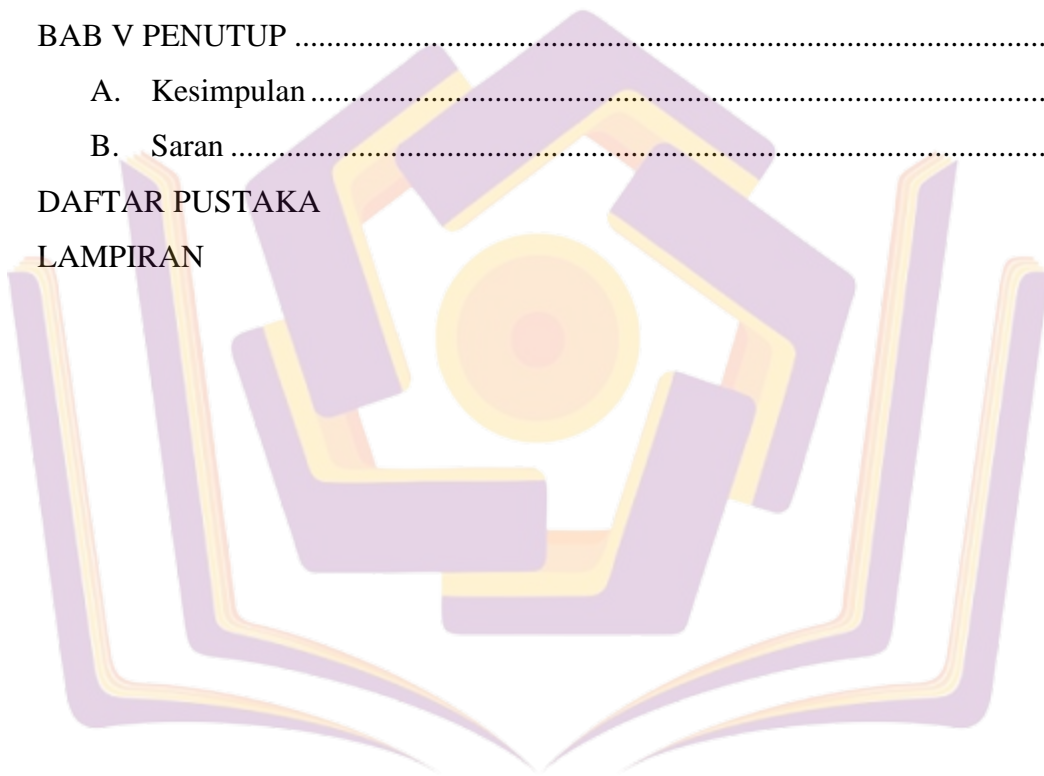 BAB V PENUTUP ........................................................................................
A. Kesimpulan ........................................................................................
B. Saran ........................................................................................
DAFTAR PUSTAKA
LAMPIRAN